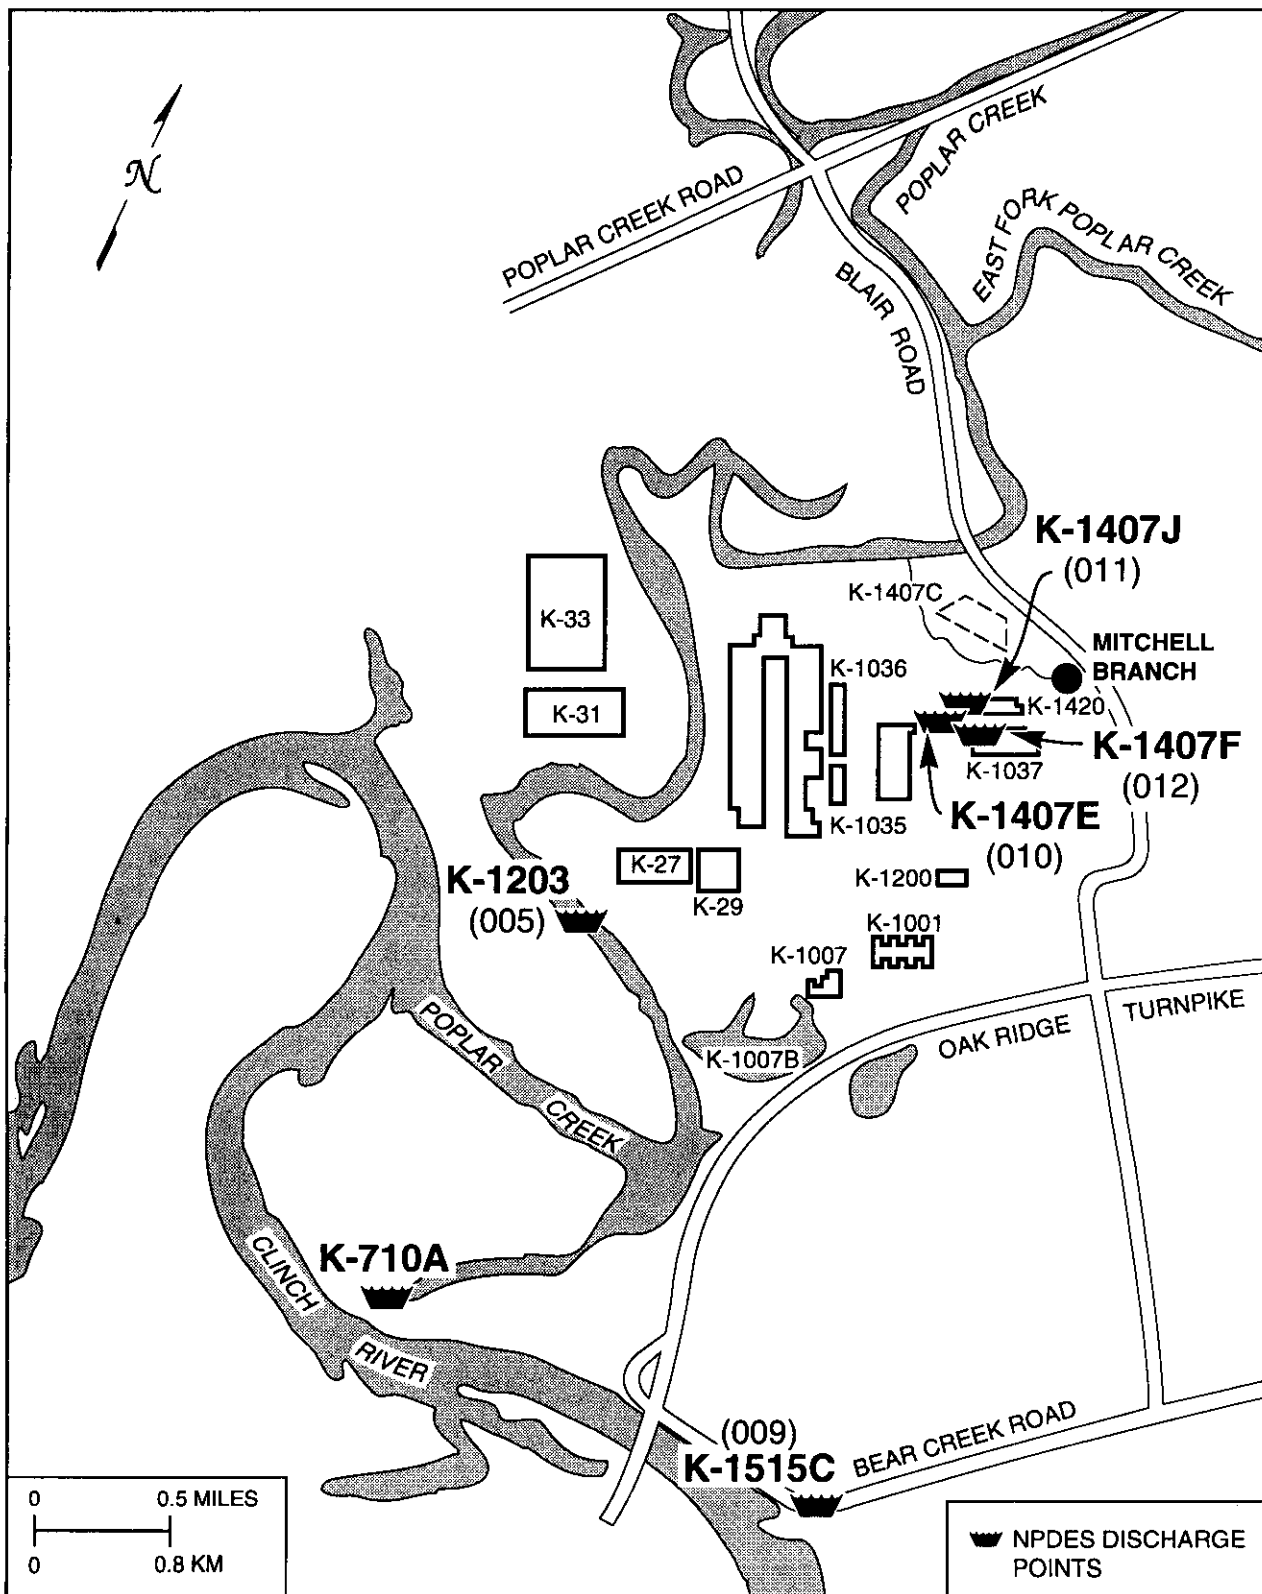 N
POPLAR CREEK ROAD
POPLAR CREEK
EAST FORK POPLAR CREEK
BLAIR ROAD
K-1407J
(011)
K-1407C
K-33
MITCHELL
BRANCH
K-1036
K-31
K-1420
K-1407F
(012)
K-1037
K-1035
K-1407E
(010)
K-27
K-1203
(005)
K-29
K-1200
K-1001
K-1007
POPLAR
CREEK
K-1007B
OAK RIDGE
TURNPIKE
K-710A
CLINCH
RIVER
(009)
K-1515C
BEAR CREEK ROAD
0 0.5 MILES
0 0.8 KM
NPDES DISCHARGE
POINTS